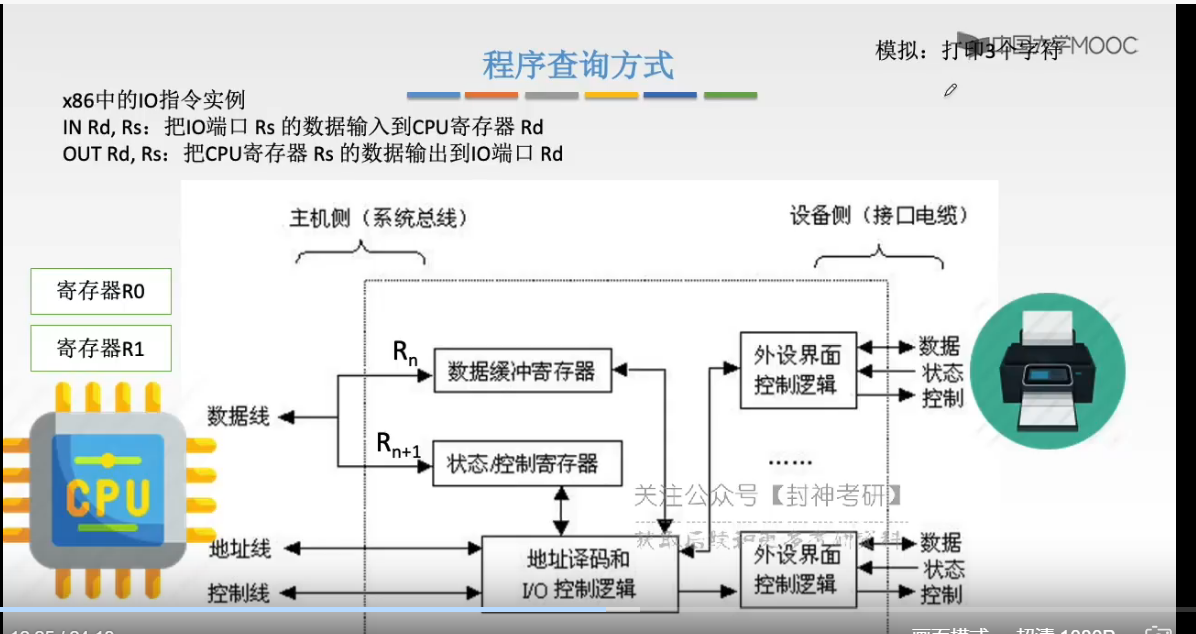 程序查询方式
模拟：打印3个字符
中国大学MOOC
x86中的IO指令实例
IN Rd, Rs：把IO端口 Rs 的数据输入到CPU寄存器 Rd
OUT Rd, Rs：把CPU寄存器 Rs 的数据输出到IO端口 Rd
主机侧（系统总线）
设备侧（接口电缆）
寄存器R0
寄存器R1
Rn
数据缓冲寄存器
外设界面
控制逻辑
数据
状态
控制
数据线
Rn+1
状态/控制寄存器
CPU
……
关注公众号【封神考研】
地址线
控制线
地址译码和
I/O 控制逻辑
外设界面
控制逻辑
数据
状态
控制